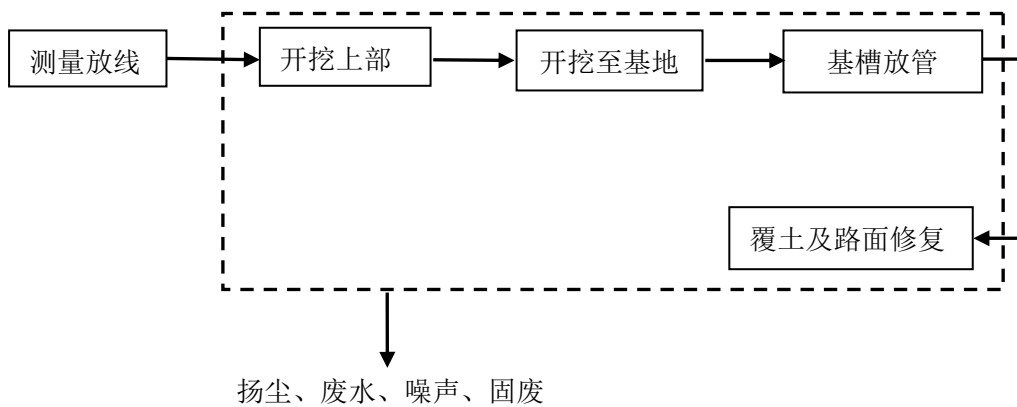 测量放线
开挖上部
开挖至基地
基槽放管
覆土及路面修复
扬尘、废水、噪声、固废